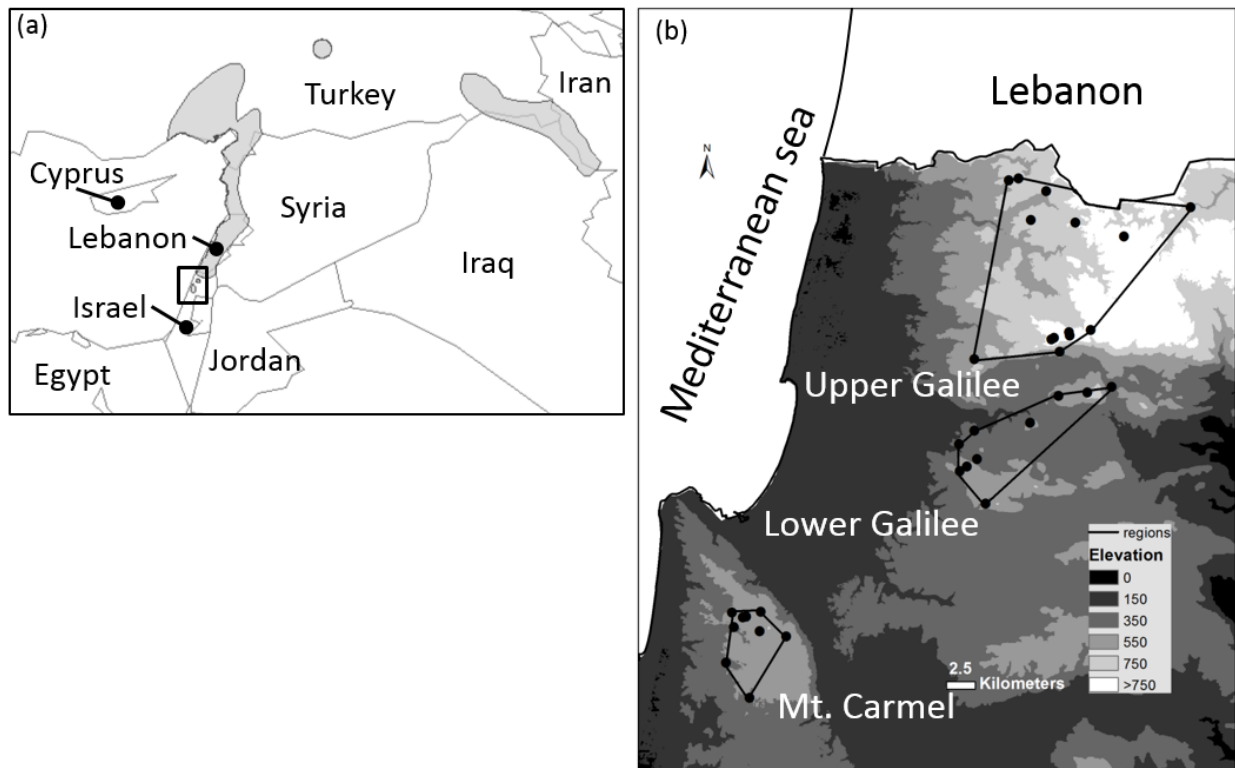 (a)
Turkey
Iran
Cyprus
Syria
Lebanon
Iraq
Israel
Jordan
Egypt
(b)
Lebanon
N
Mediterranean sea
Upper Galilee
Lower Galilee
regions
Elevation
0
150
350
550
750
>750
2.5
Kilometers
Mt. Carmel